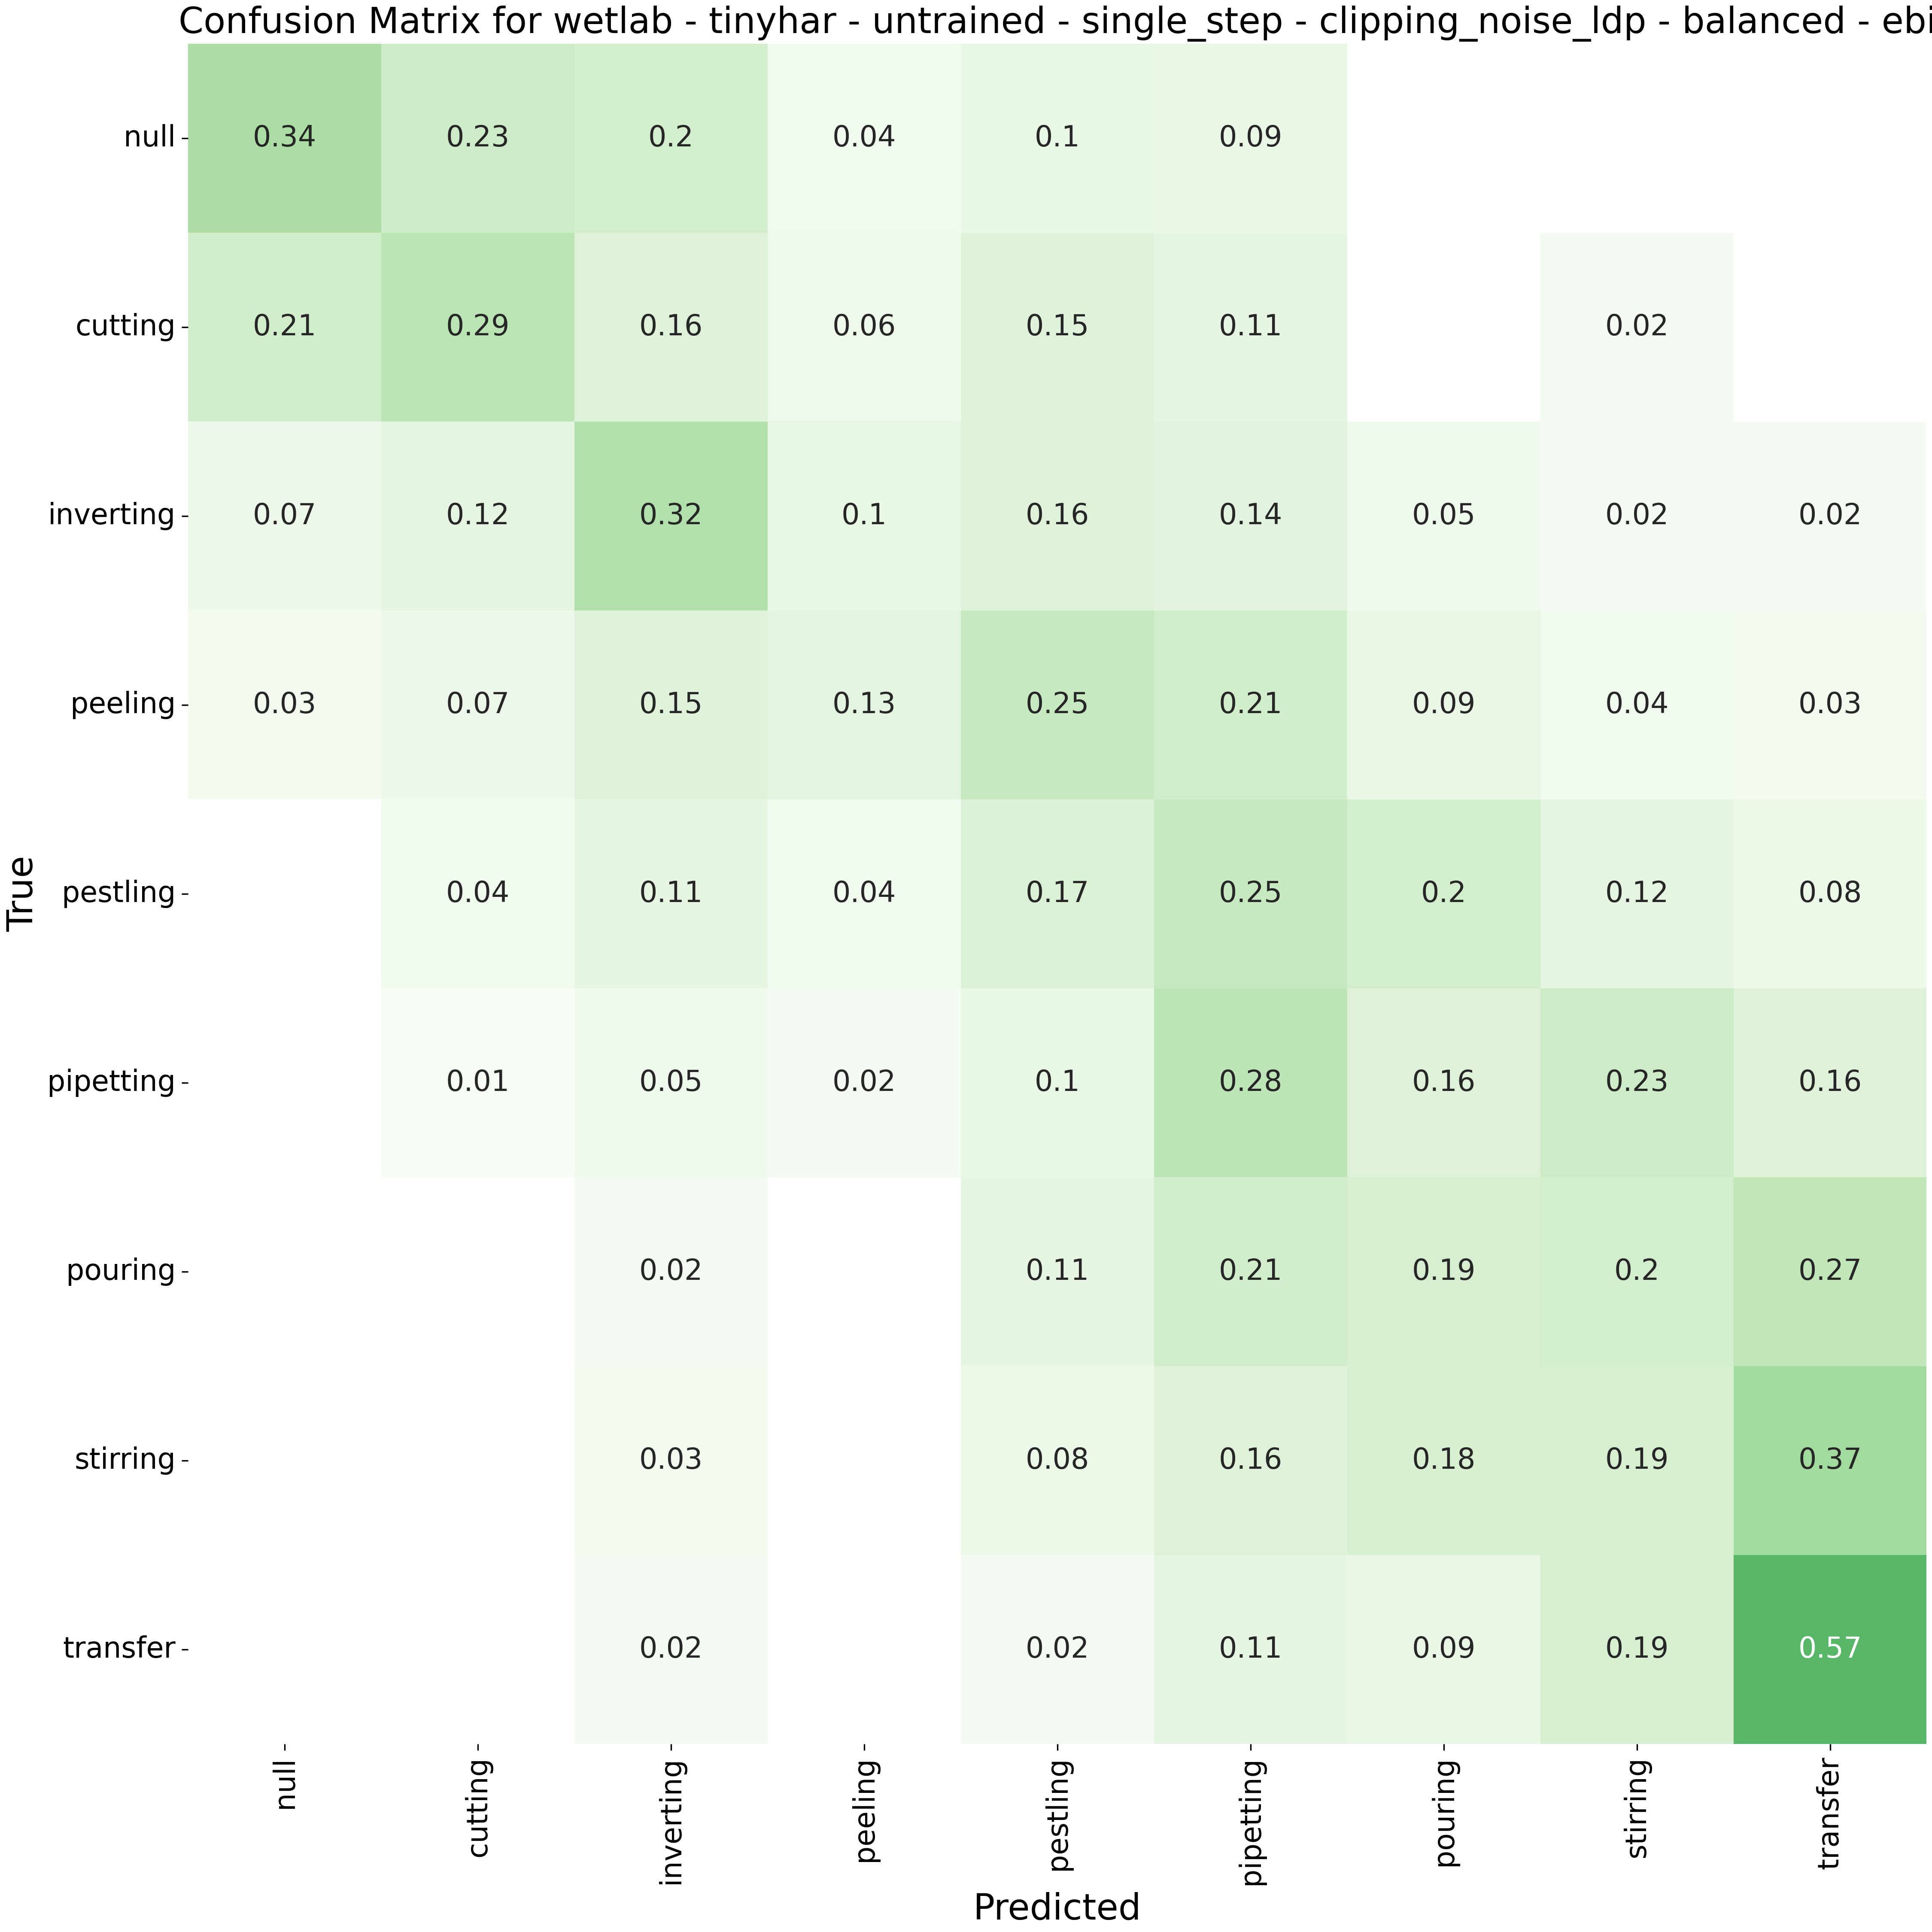 Confusion Matrix for wetlab - tinyhar - untrained - single_step - clipping_noise_ldp - balanced - ebi
null 0.34 0.23 0.2 0.04 0.1 0.09
cutting 0.21 0.29 0.16 0.06 0.15 0.11 0.02
inverting 0.07 0.12 0.32 0.1 0.16 0.14 0.05 0.02 0.02
peeling 0.03 0.07 0.15 0.13 0.25 0.21 0.09 0.04 0.03
pestling 0.04 0.11 0.04 0.17 0.25 0.2 0.12 0.08
pipetting 0.01 0.05 0.02 0.1 0.28 0.16 0.23 0.16
pouring 0.02 0.11 0.21 0.19 0.2 0.27
stirring 0.03 0.08 0.16 0.18 0.19 0.37
transfer 0.02 0.02 0.11 0.09 0.19 0.57
True
null cutting inverting peeling pestling pipetting pouring stirring transfer
Predicted